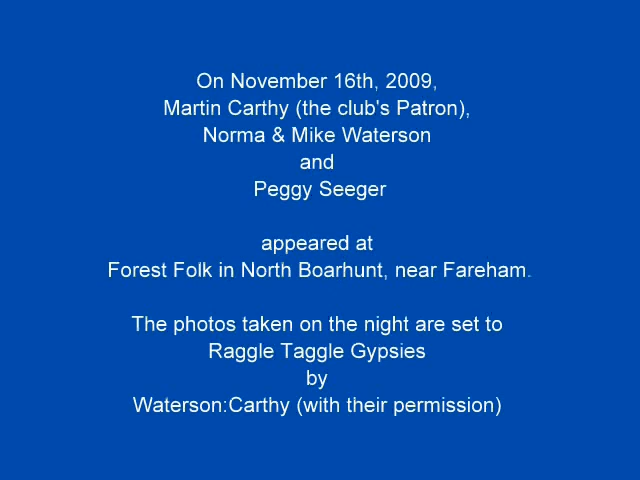 On November 16th, 2009,
Martin Carthy (the club's Patron),
Norma & Mike Waterson
and
Peggy Seeger
appeared at
Forest Folk in North Boarhunt, near Fareham.
The photos taken on the night are set to
Raggle Taggle Gypsies
by
Waterson:Carthy (with their permission)